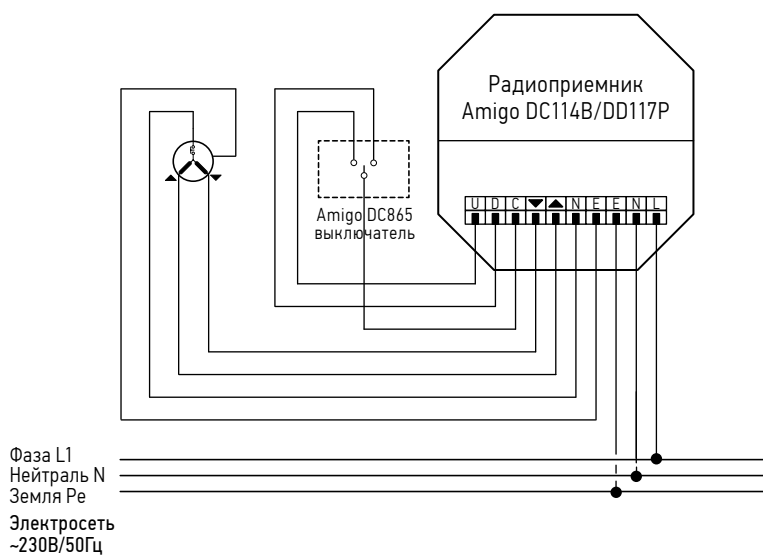 Радиоприемник
Amigo DC114B/DD117P
U D C ▼ ▲ N E E N L
Amigo DC865
выключатель
Фаза L1
Нейтраль N
Земля Pe
Электросеть
~230В/50Гц